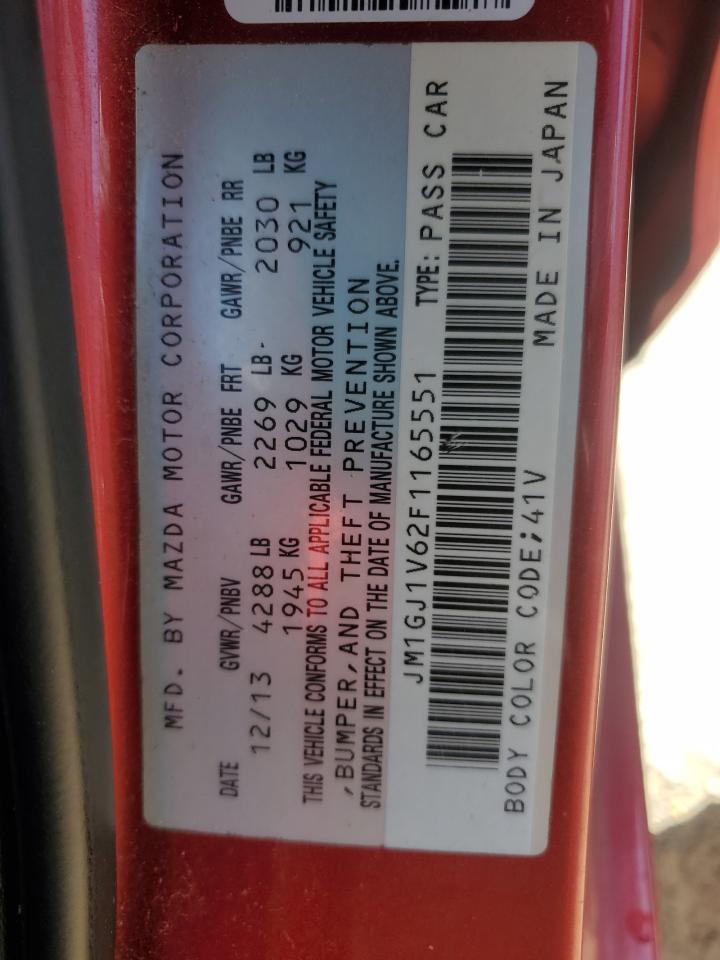 MFD. BY MAZDA MOTOR CORPORATION
DATE GVWR/PNBV GAWR/PNBE FRT GAWR/PNBE RR
12/13 4288 LB 2269 LB 2030 LB
1945 KG 1029 KG 921 KG
THIS VEHICLE CONFORMS TO ALL APPLICABLE FEDERAL MOTOR VEHICLE SAFETY
,BUMPER,AND THEFT PREVENTION
STANDARDS IN EFFECT ON THE DATE OF MANUFACTURE SHOWN ABOVE.
JM1GJ1V62F1165551 TYPE: PASS CAR
BODY COLOR CODE;41V MADE IN JAPAN